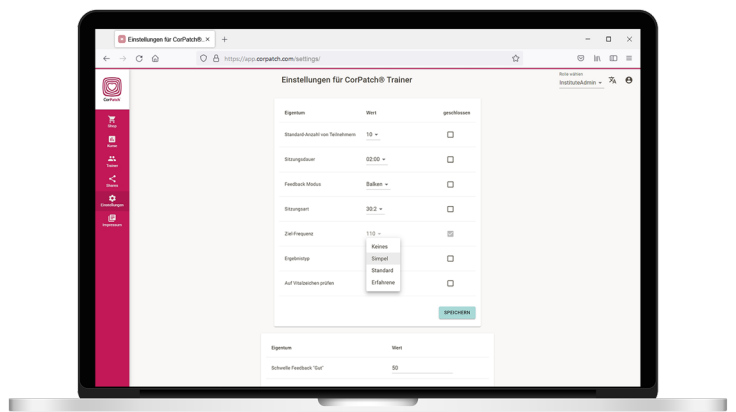 Einstellungen für CorPatch®.
https://app.corpatch.com/settings/
CorPatch
Einstellungen für CorPatch® Trainer
Rolle wählen
InstituteAdmin
Shop
Kurse
Trainer
Shares
Einstellungen
Impressum
Eigentum Wert geschlossen
Standard-Anzahl von Teilnehmern 10
Sitzungsdauer 02:00
Feedback Modus Balken
Sitzungsart 30:2
Ziel-Frequenz 110
Ergebnistyp
Keines
Simpel
Standard
Erfahrene
Auf Vitalzeichen prüfen
SPEICHERN
Eigentum Wert
Schwelle Feedback "Gut" 50